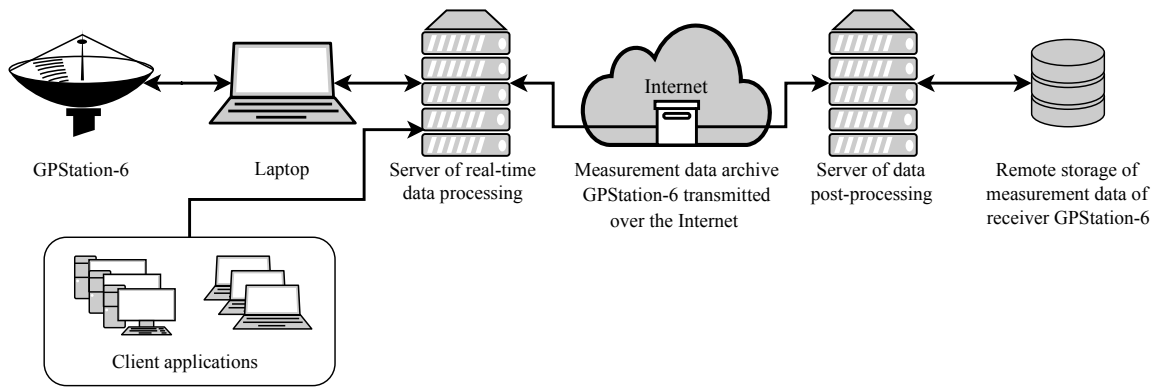 Internet
GPStation-6
Laptop
Server of real-time
data processing
Measurement data archive
GPStation-6 transmitted
over the Internet
Server of data
post-processing
Remote storage of
measurement data of
receiver GPStation-6
Client applications